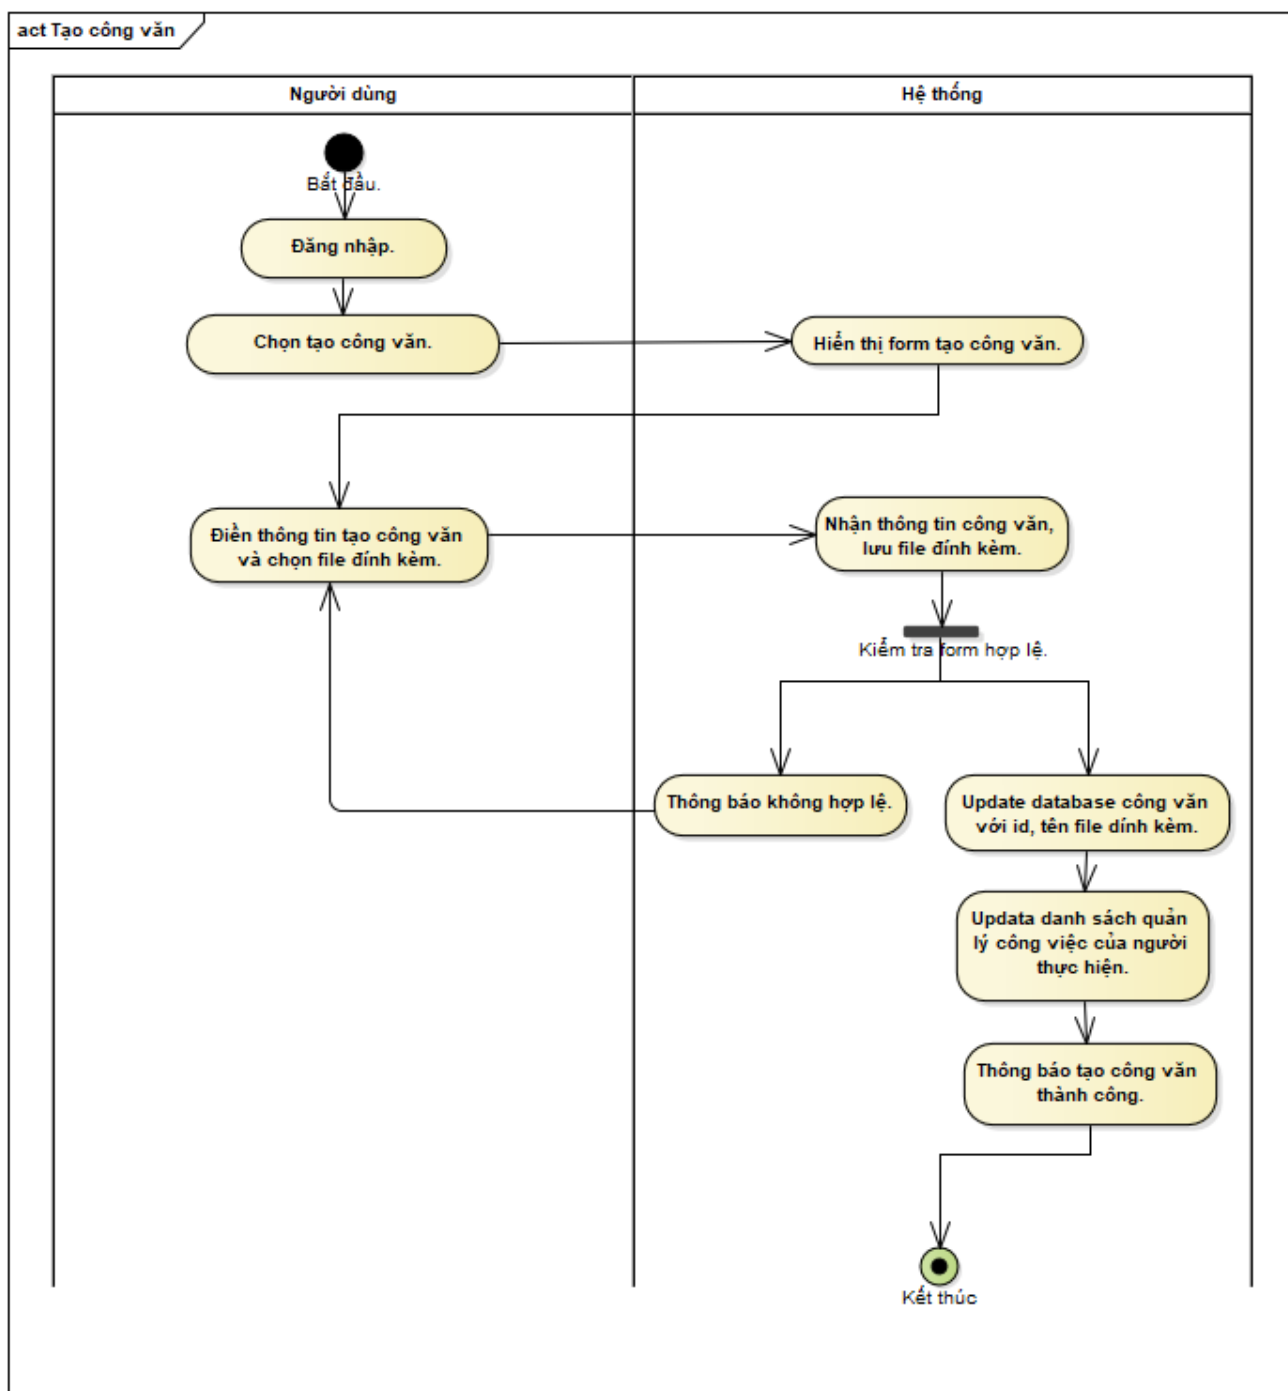 act Tạo công văn
Người dùng
Hệ thống
Bắt đầu.
Đăng nhập.
Chọn tạo công văn.
Hiển thị form tạo công văn.
Điền thông tin tạo công văn
và chọn file đính kèm.
Nhận thông tin công văn,
lưu file đính kèm.
Kiểm tra form hợp lệ.
Thông báo không hợp lệ.
Update database công văn
với id, tên file dính kèm.
Updata danh sách quản
lý công việc của người
thực hiện.
Thông báo tạo công văn
thành công.
Kết thúc